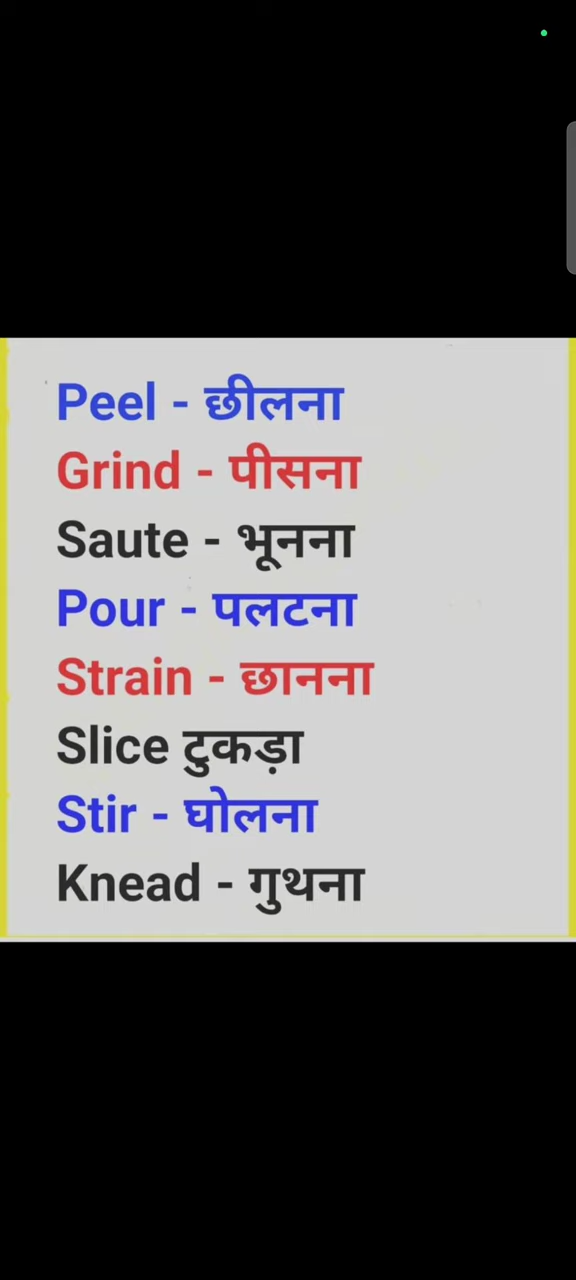 Peel - छीलना
Grind - पीसना
Saute - भूनना
Pour - पलटना
Strain - छानना
Slice टुकड़ा
Stir - घोलना
Knead - गुथना